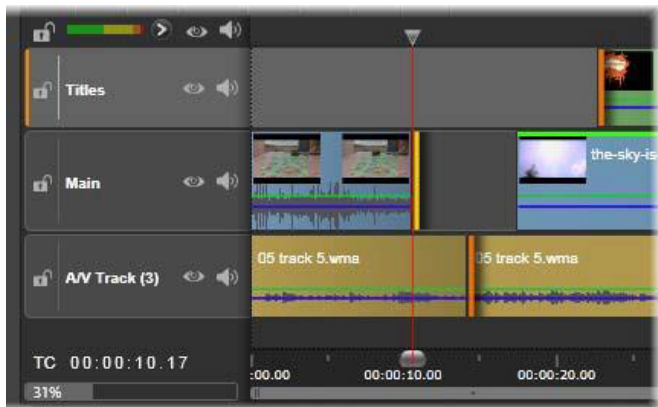 Titles
Main
the-sky-is
A/V Track (3)
05 track 5.wma
05 track 5.wma
TC 00:00:10.17
:00.00
00:00:10.00
00:00:20.00
31%